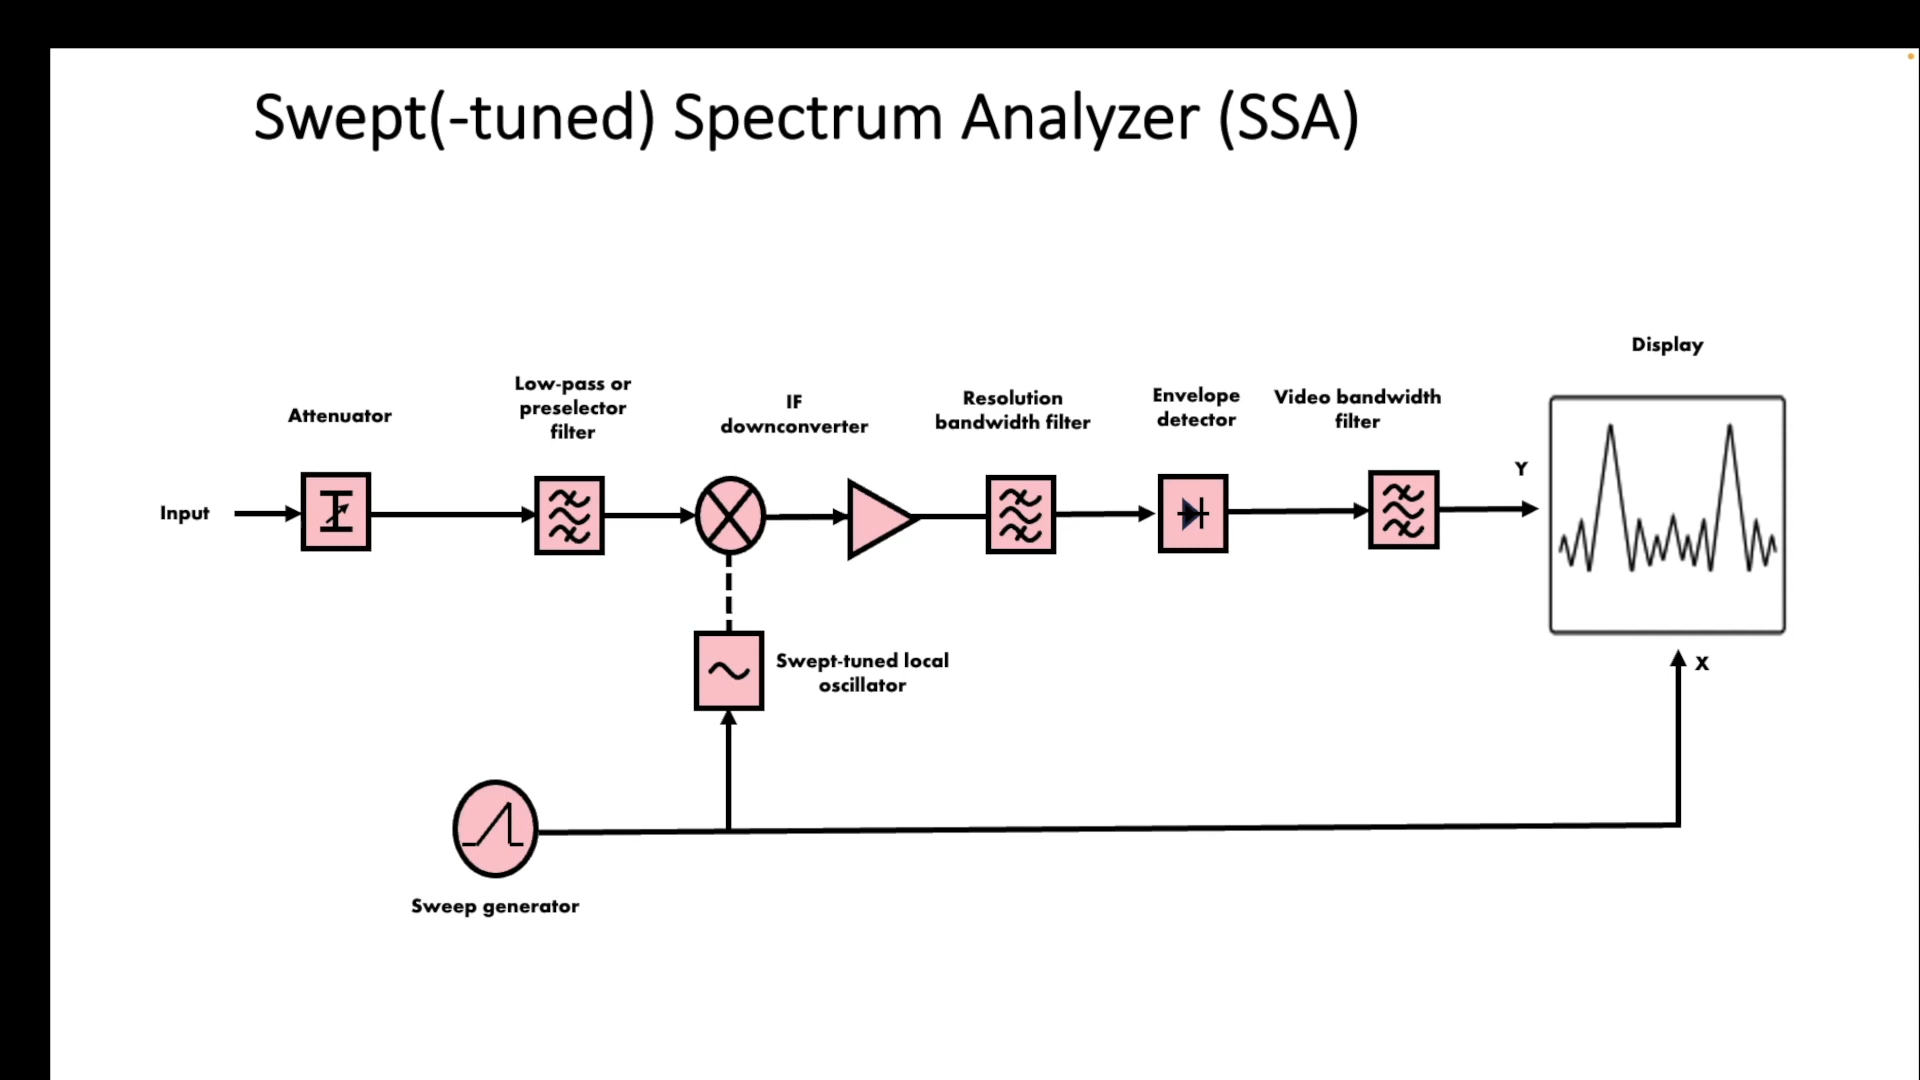 Swept(-tuned) Spectrum Analyzer (SSA)
Display
Low-pass or
preselector
filter
Attenuator
IF
downconverter
Resolution
bandwidth filter
Envelope
detector
Video bandwidth
filter
Y
Input
Swept-tuned local
oscillator
X
Sweep generator